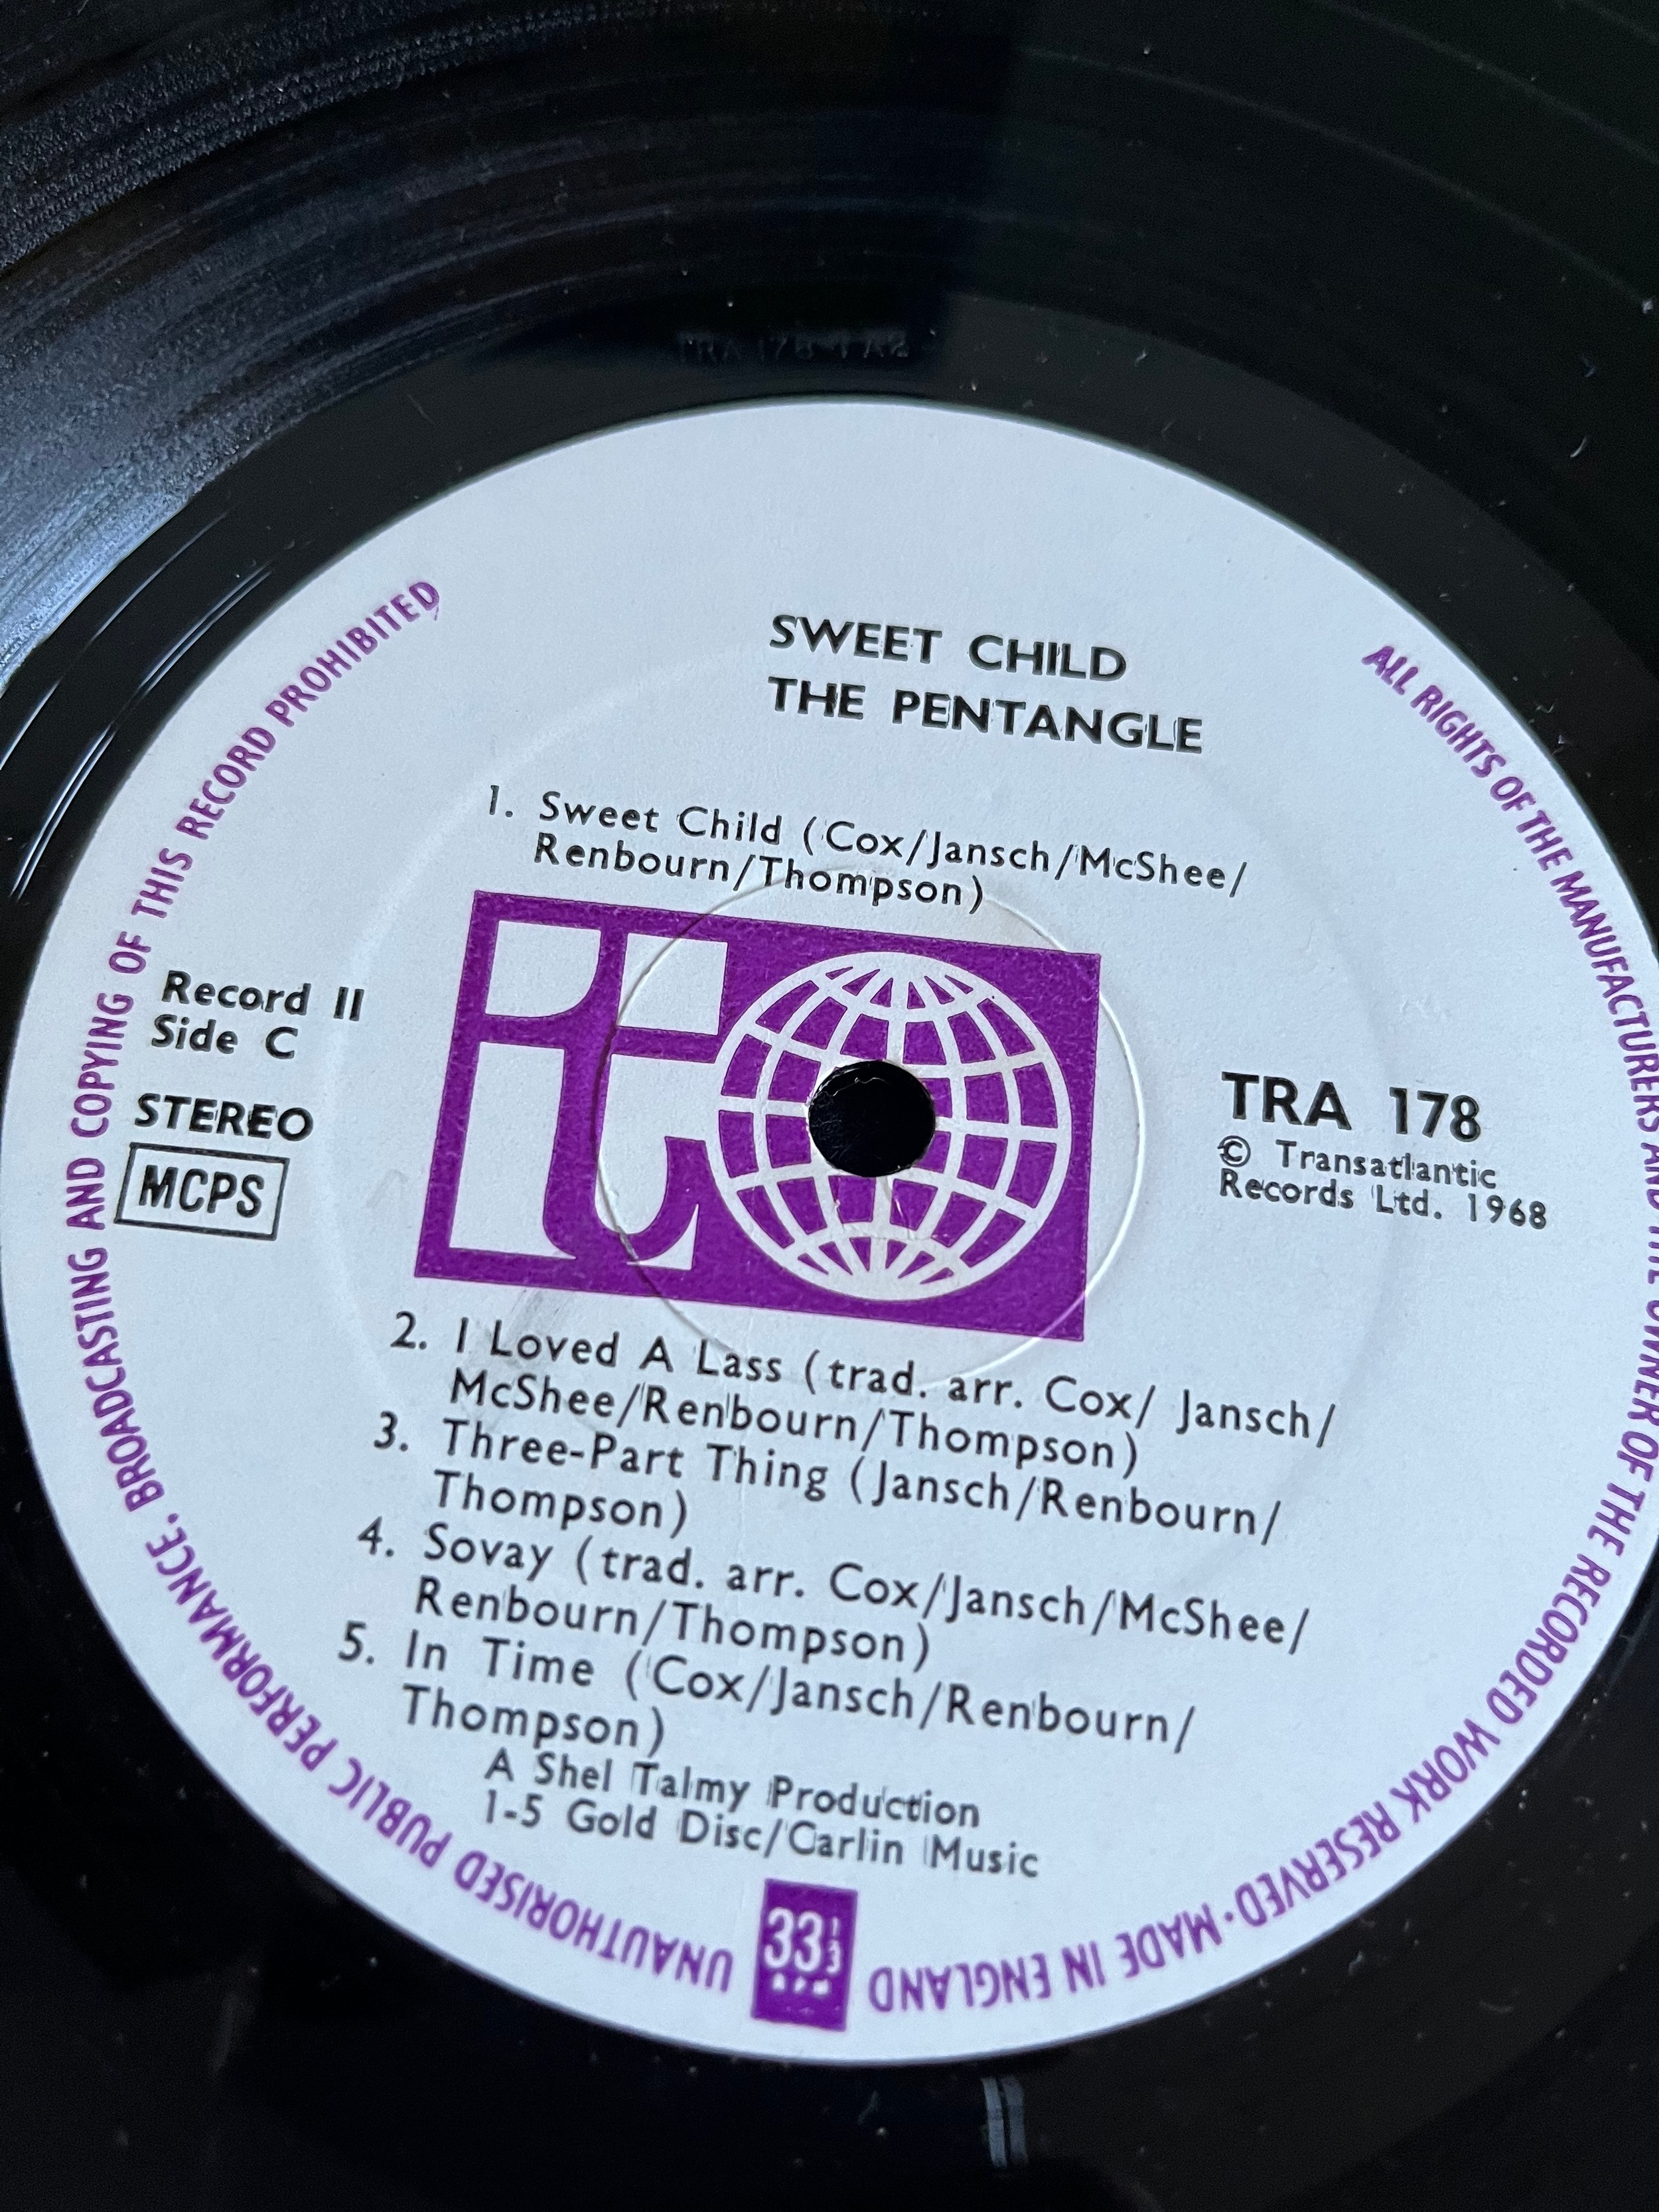 SWEET CHILD
THE PENTANGLE
1. Sweet Child (Cox/Jansch/McShee/
Renbourn/Thompson)
it
Record II
Side C
STEREO
MCPS
TRA 178
© Transatlantic
Records Ltd. 1968
2. I Loved A Lass (trad. arr. Cox/ Jansch/
McShee/Renbourn/Thompson)
3. Three-Part Thing (Jansch/Renbourn/
Thompson)
4. Sovay (trad. arr. Cox/Jansch/McShee/
Renbourn/Thompson)
5. In Time (Cox/Jansch/Renbourn/
Thompson)
A Shel Talmy Production
1-5 Gold Disc/Carlin Music
33⅓
RPM
ALL RIGHTS OF THE MANUFACTURERS AND THE OWNER OF THE RECORDED WORK RESERVED · MADE IN ENGLAND
UNAUTHORISED PUBLIC PERFORMANCE, BROADCASTING AND COPYING OF THIS RECORD PROHIBITED